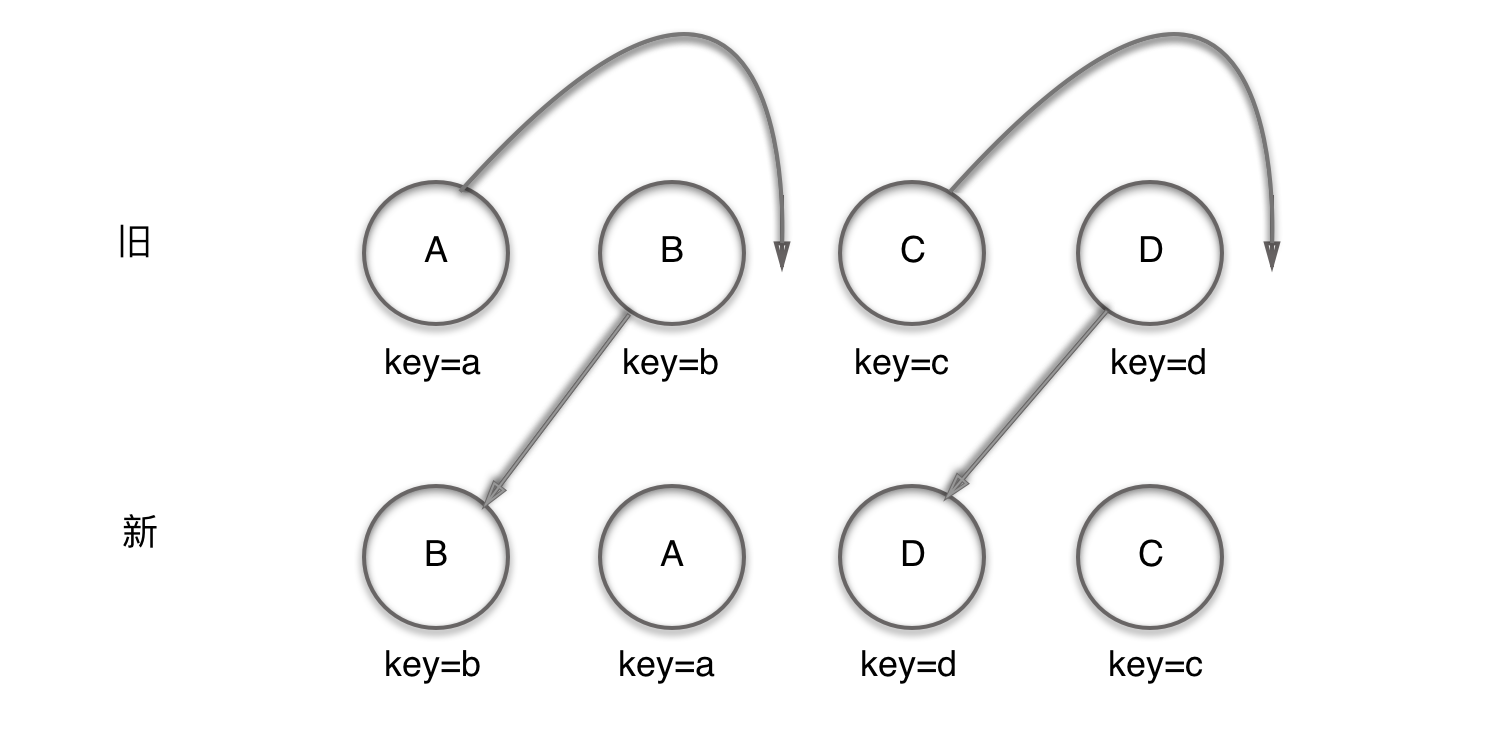 旧
A B C D
key=a key=b key=c key=d
新
B A D C
key=b key=a key=d key=c